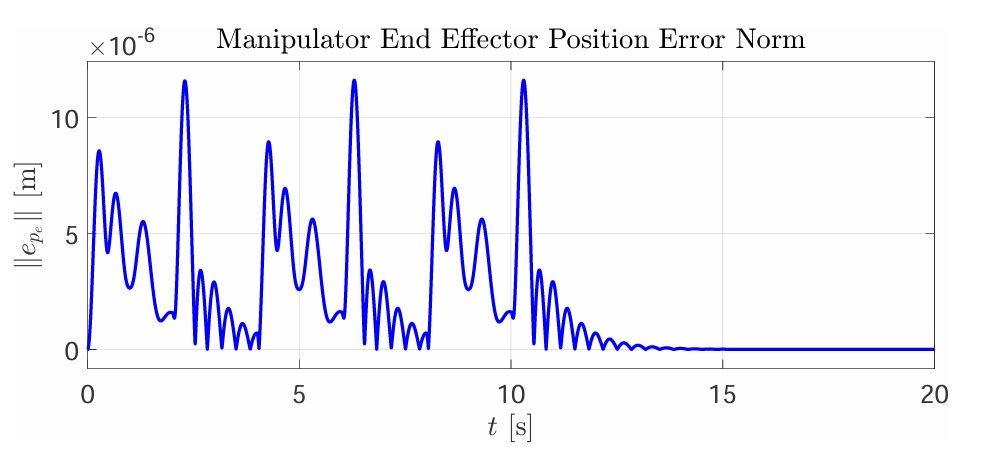 Manipulator End Effector Position Error Norm
×10⁻⁶
10
5
0
‖e_{p_e}‖ [m]
0 5 10 15 20
t [s]